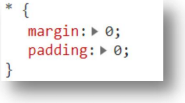 * {
margin:▶ 0;
padding:▶ 0;
}